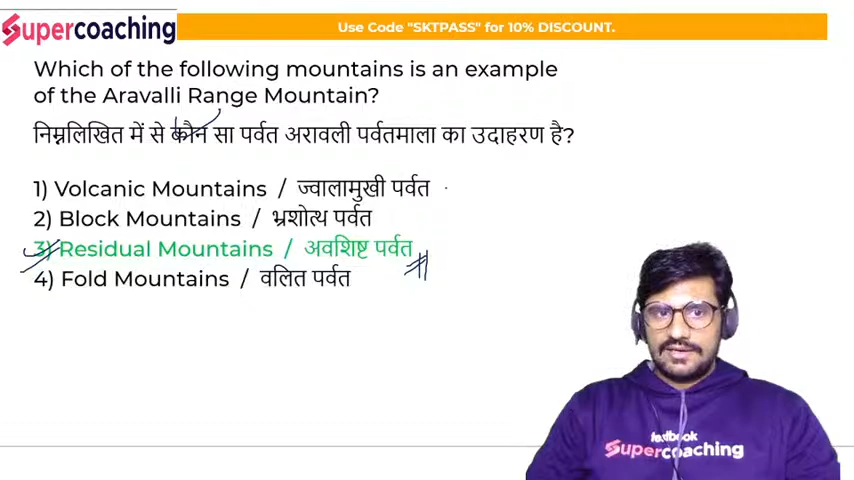 Supercoaching
Use Code "SKTPASS" for 10% DISCOUNT.
Which of the following mountains is an example
of the Aravalli Range Mountain?
निम्नलिखित में से कौन सा पर्वत अरावली पर्वतमाला का उदाहरण है?
1) Volcanic Mountains / ज्वालामुखी पर्वत
2) Block Mountains / भ्रशोत्थ पर्वत
3) Residual Mountains / अवशिष्ट पर्वत
4) Fold Mountains / वलित पर्वत
testbook
Supercoaching